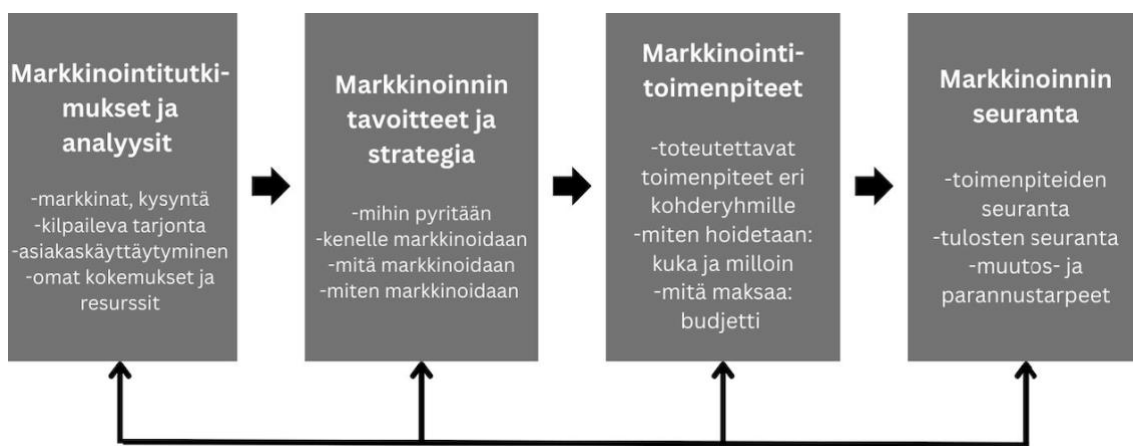 Markkinointitutki-
mukset ja
analyysit
-markkinat, kysyntä
-kilpaileva tarjonta
-asiakaskäyttäytyminen
-omat kokemukset ja
resurssit
Markkinoinnin
tavoitteet ja
strategia
-mihin pyritään
-kenelle markkinoidaan
-mitä markkinoidaan
-miten markkinoidaan
Markkinointi-
toimenpiteet
-toteutettavat
toimenpiteet eri
kohderyhmille
-miten hoidetaan:
kuka ja milloin
-mitä maksaa:
budjetti
Markkinoinnin
seuranta
-toimenpiteiden
seuranta
-tulosten seuranta
-muutos- ja
parannustarpeet